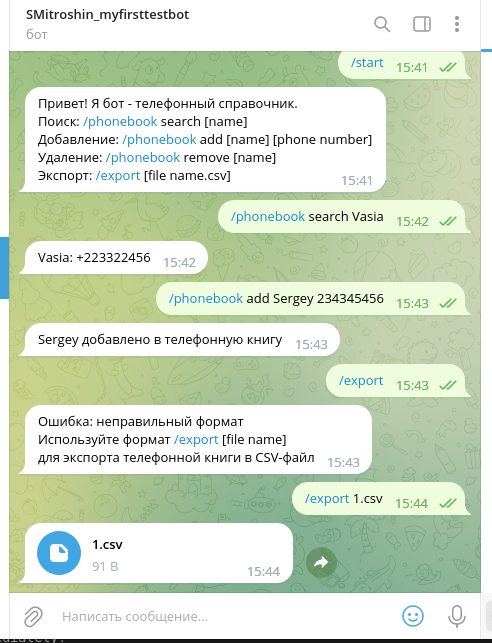 SMitroshin_myfirsttestbot
бот
/start 15:41
Привет! Я бот - телефонный справочник.
Поиск: /phonebook search [name]
Добавление: /phonebook add [name] [phone number]
Удаление: /phonebook remove [name]
Экспорт: /export [file name.csv]
15:41
/phonebook search Vasia 15:42
Vasia: +223322456 15:42
/phonebook add Sergey 234345456 15:43
Sergey добавлено в телефонную книгу 15:43
/export 15:43
Ошибка: неправильный формат
Используйте формат /export [file name]
для экспорта телефонной книги в CSV-файл 15:43
/export 1.csv 15:44
1.csv
91 B
15:44
Написать сообщение...